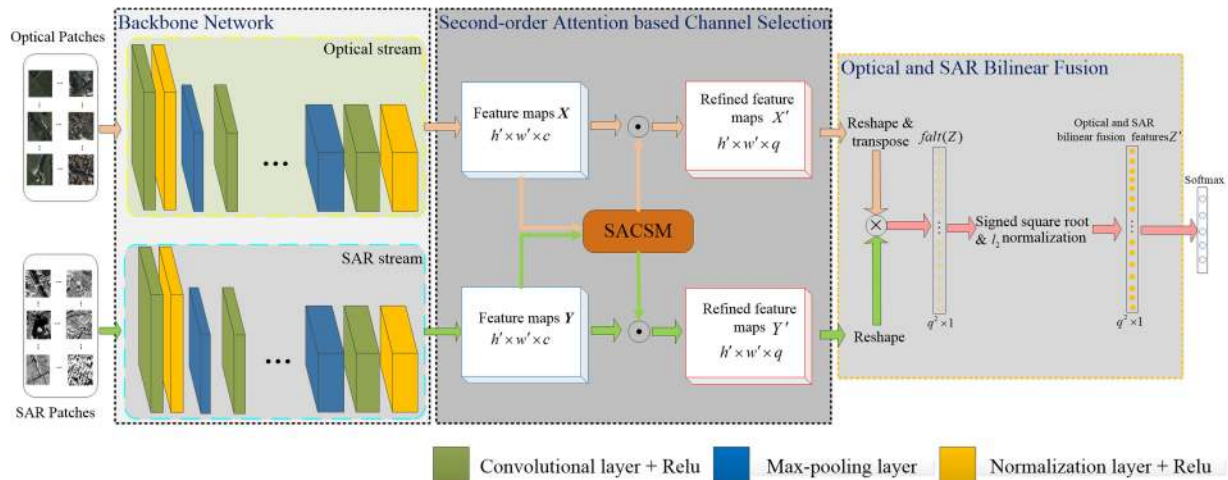 Backbone Network
Second-order Attention based Channel Selection
Optical and SAR Bilinear Fusion
Optical Patches
Optical stream
SAR stream
SAR Patches
Feature maps X
h' × w' × c
Refined feature
maps X'
h' × w' × q
SACSM
Feature maps Y
h' × w' × c
Refined feature
maps Y'
h' × w' × q
Reshape &
transpose
falt(Z)
q² × 1
Reshape
Signed square root
& l₂ normalization
Optical and SAR
bilinear fusion featuresZ'
q² × 1
Softmax
Convolutional layer + Relu
Max-pooling layer
Normalization layer + Relu